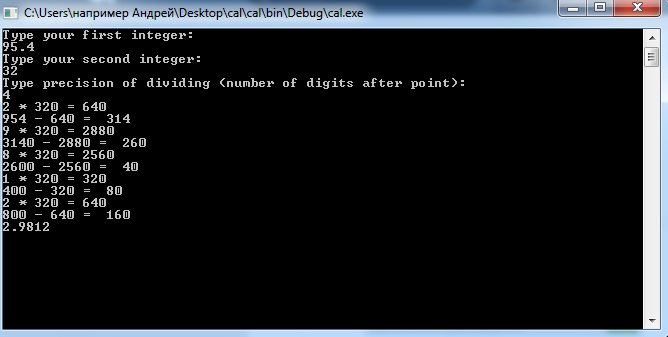 C:\Users\например Андрей\Desktop\cal\cal\bin\Debug\cal.exe
Type your first integer:
95.4
Type your second integer:
32
Type precision of dividing (number of digits after point):
4
2 * 320 = 640
954 - 640 =  314
9 * 320 = 2880
3140 - 2880 =  260
8 * 320 = 2560
2600 - 2560 =  40
1 * 320 = 320
400 - 320 =  80
2 * 320 = 640
800 - 640 =  160
2.9812